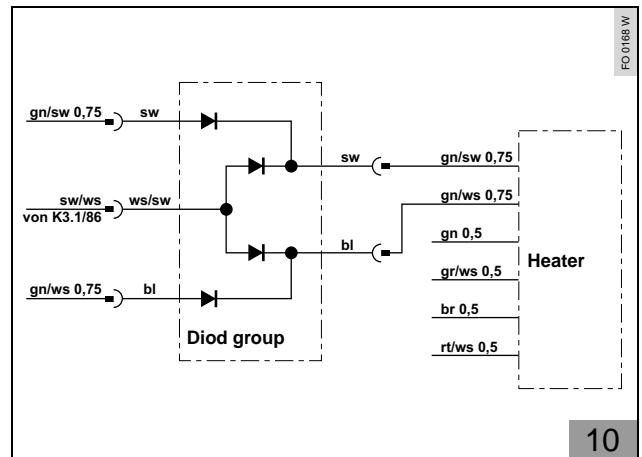 FO 0168 W
gn/sw 0,75 sw
sw gn/sw 0,75
sw/ws ws/sw
von K3.1/86
gn/ws 0,75
gn 0,5
bl
Heater
gr/ws 0,5
gn/ws 0,75 bl
br 0,5
Diod group
rt/ws 0,5
10